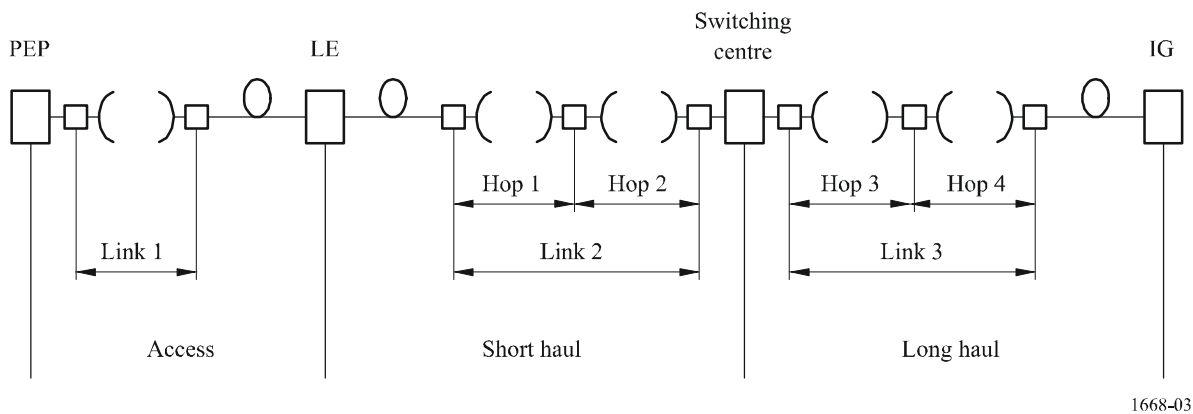 Switching
centre
PEP
LE
IG
Hop 1
Hop 2
Hop 3
Hop 4
Link 1
Link 2
Link 3
Access
Short haul
Long haul
1668-03